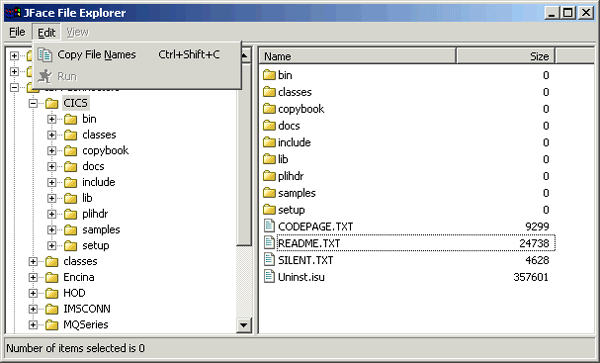 JFace File Explorer
File Edit View
Copy File Names Ctrl+Shift+C
Run
CICS
bin
classes
copybook
docs
include
lib
plihdr
samples
setup
classes
Encina
HOD
IMSCONN
MQSeries
Name Size
bin 0
classes 0
copybook 0
docs 0
include 0
lib 0
plihdr 0
samples 0
setup 0
CODEPAGE.TXT 9299
README.TXT 24738
SILENT.TXT 4628
Uninst.isu 357601
Number of items selected is 0